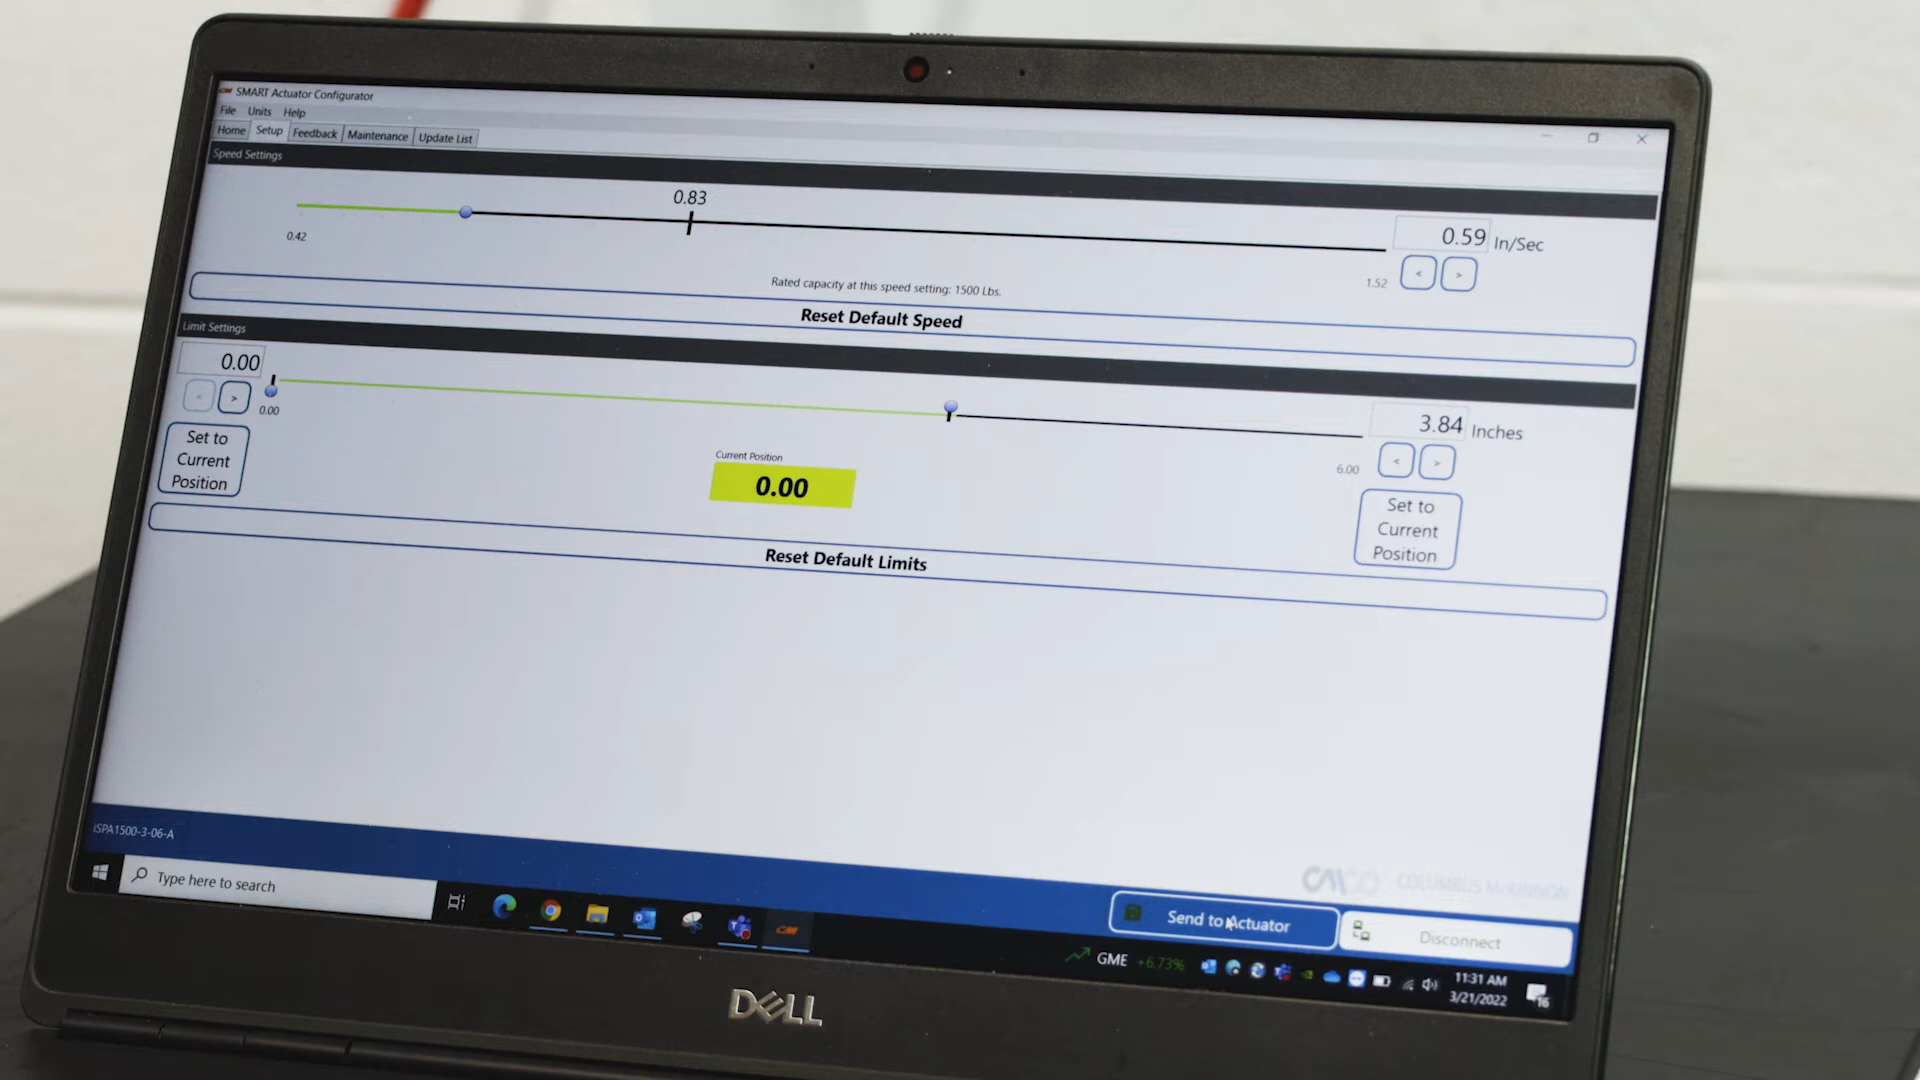 SMART Actuator Configurator
File Units Help
Home Setup Feedback Maintenance Update List
Speed Settings
0.83
0.42
0.59 In/Sec
< >
1.52
Rated capacity at this speed setting: 1500 Lbs.
Reset Default Speed
Limit Settings
0.00
< >
0.00
3.84 Inches
< >
6.00
Set to
Current
Position
Current Position
0.00
Set to
Current
Position
Reset Default Limits
iSPA1500-3-06-A
COLUMBUS McKINNON
Send to Actuator
Disconnect
Type here to search
GME +6.73%
11:31 AM
3/21/2022
16
DELL